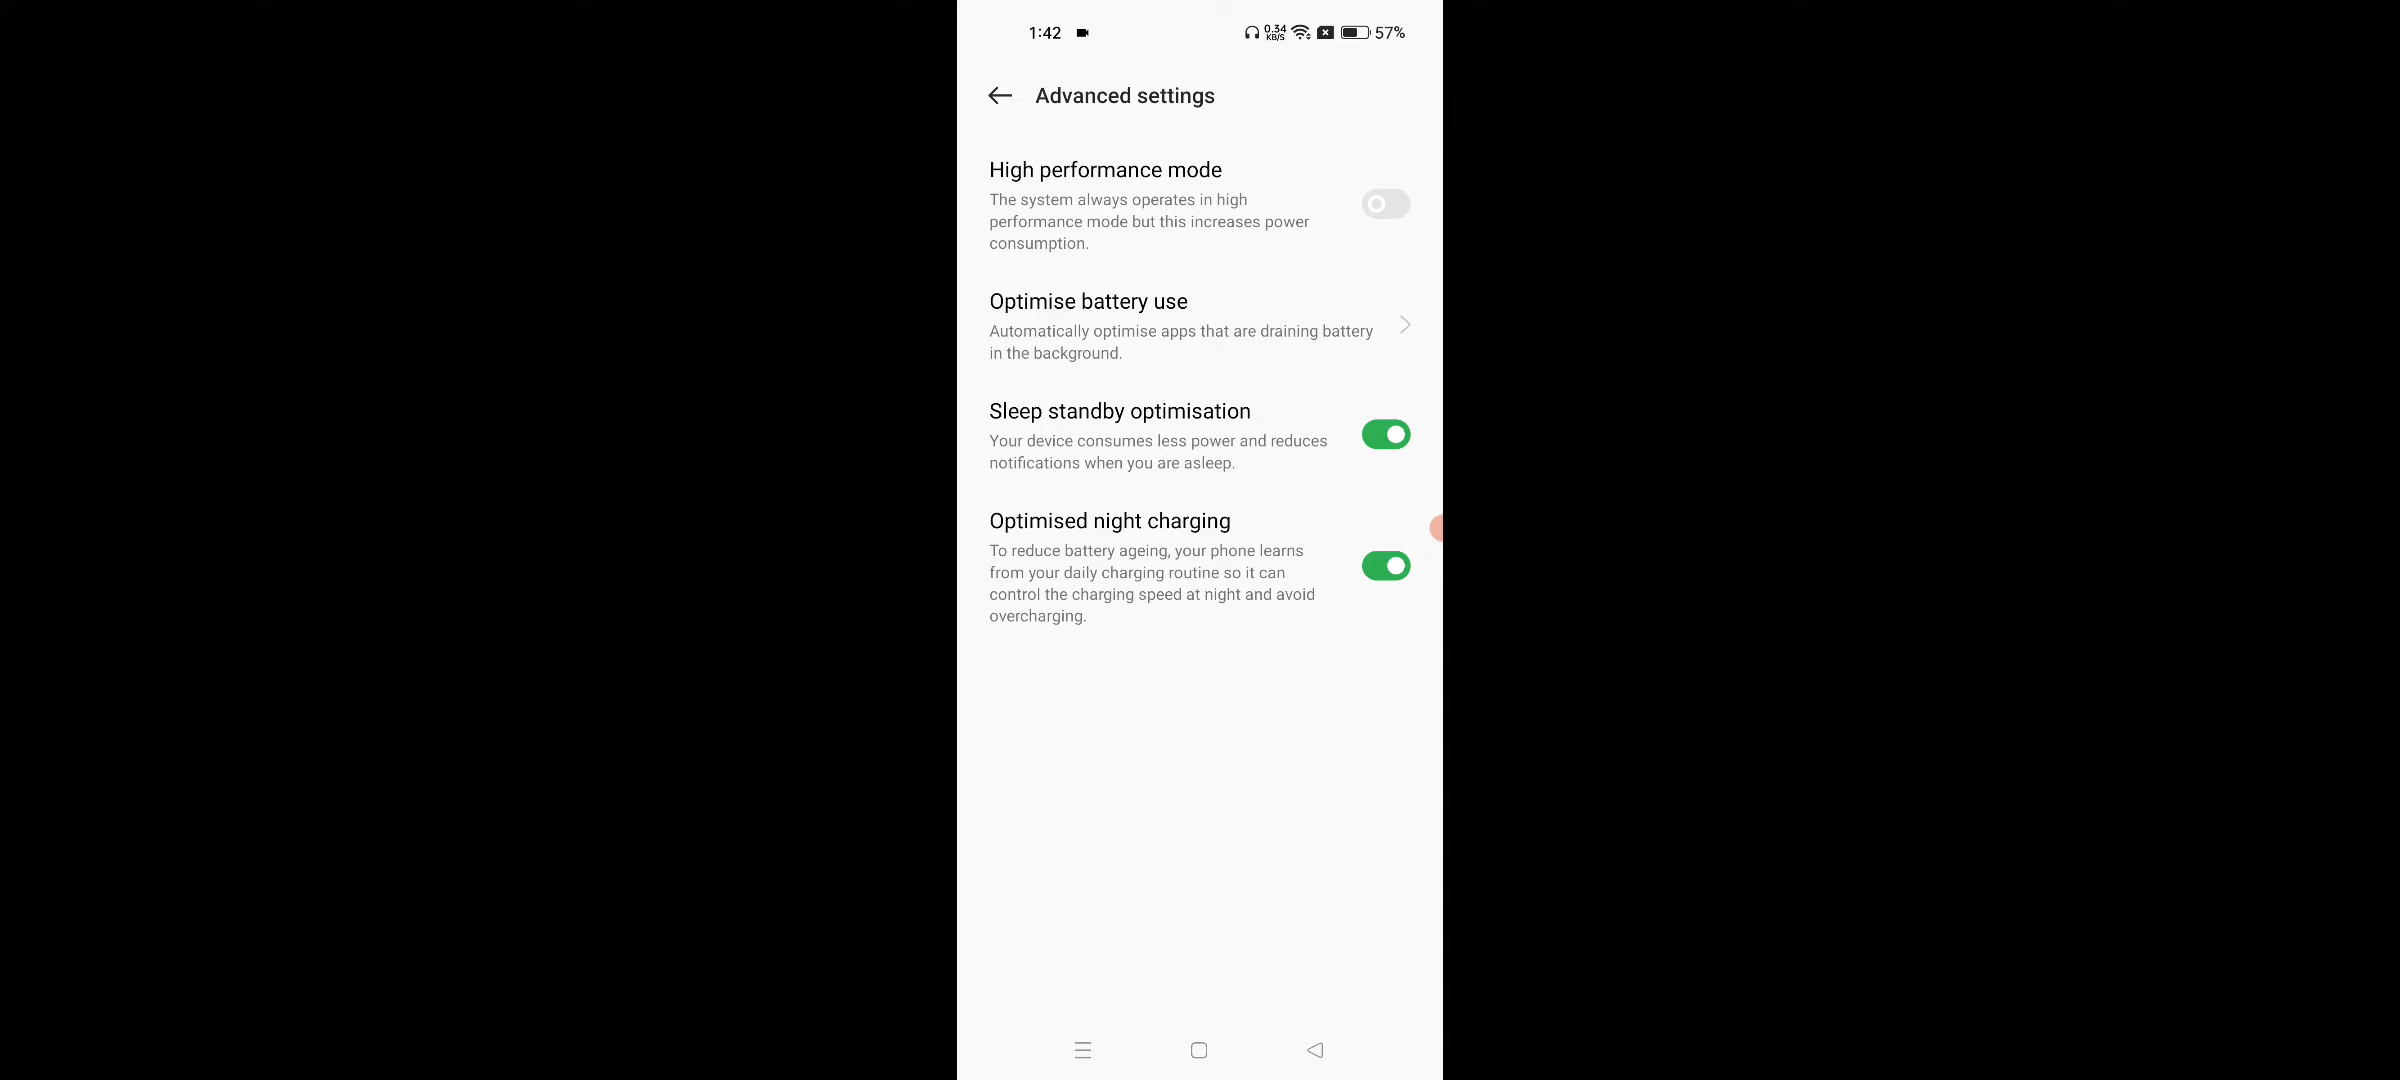 1:42 0.34 KB/S 57%
Advanced settings
High performance mode
The system always operates in high
performance mode but this increases power
consumption.
Optimise battery use
Automatically optimise apps that are draining battery
in the background.
Sleep standby optimisation
Your device consumes less power and reduces
notifications when you are asleep.
Optimised night charging
To reduce battery ageing, your phone learns
from your daily charging routine so it can
control the charging speed at night and avoid
overcharging.